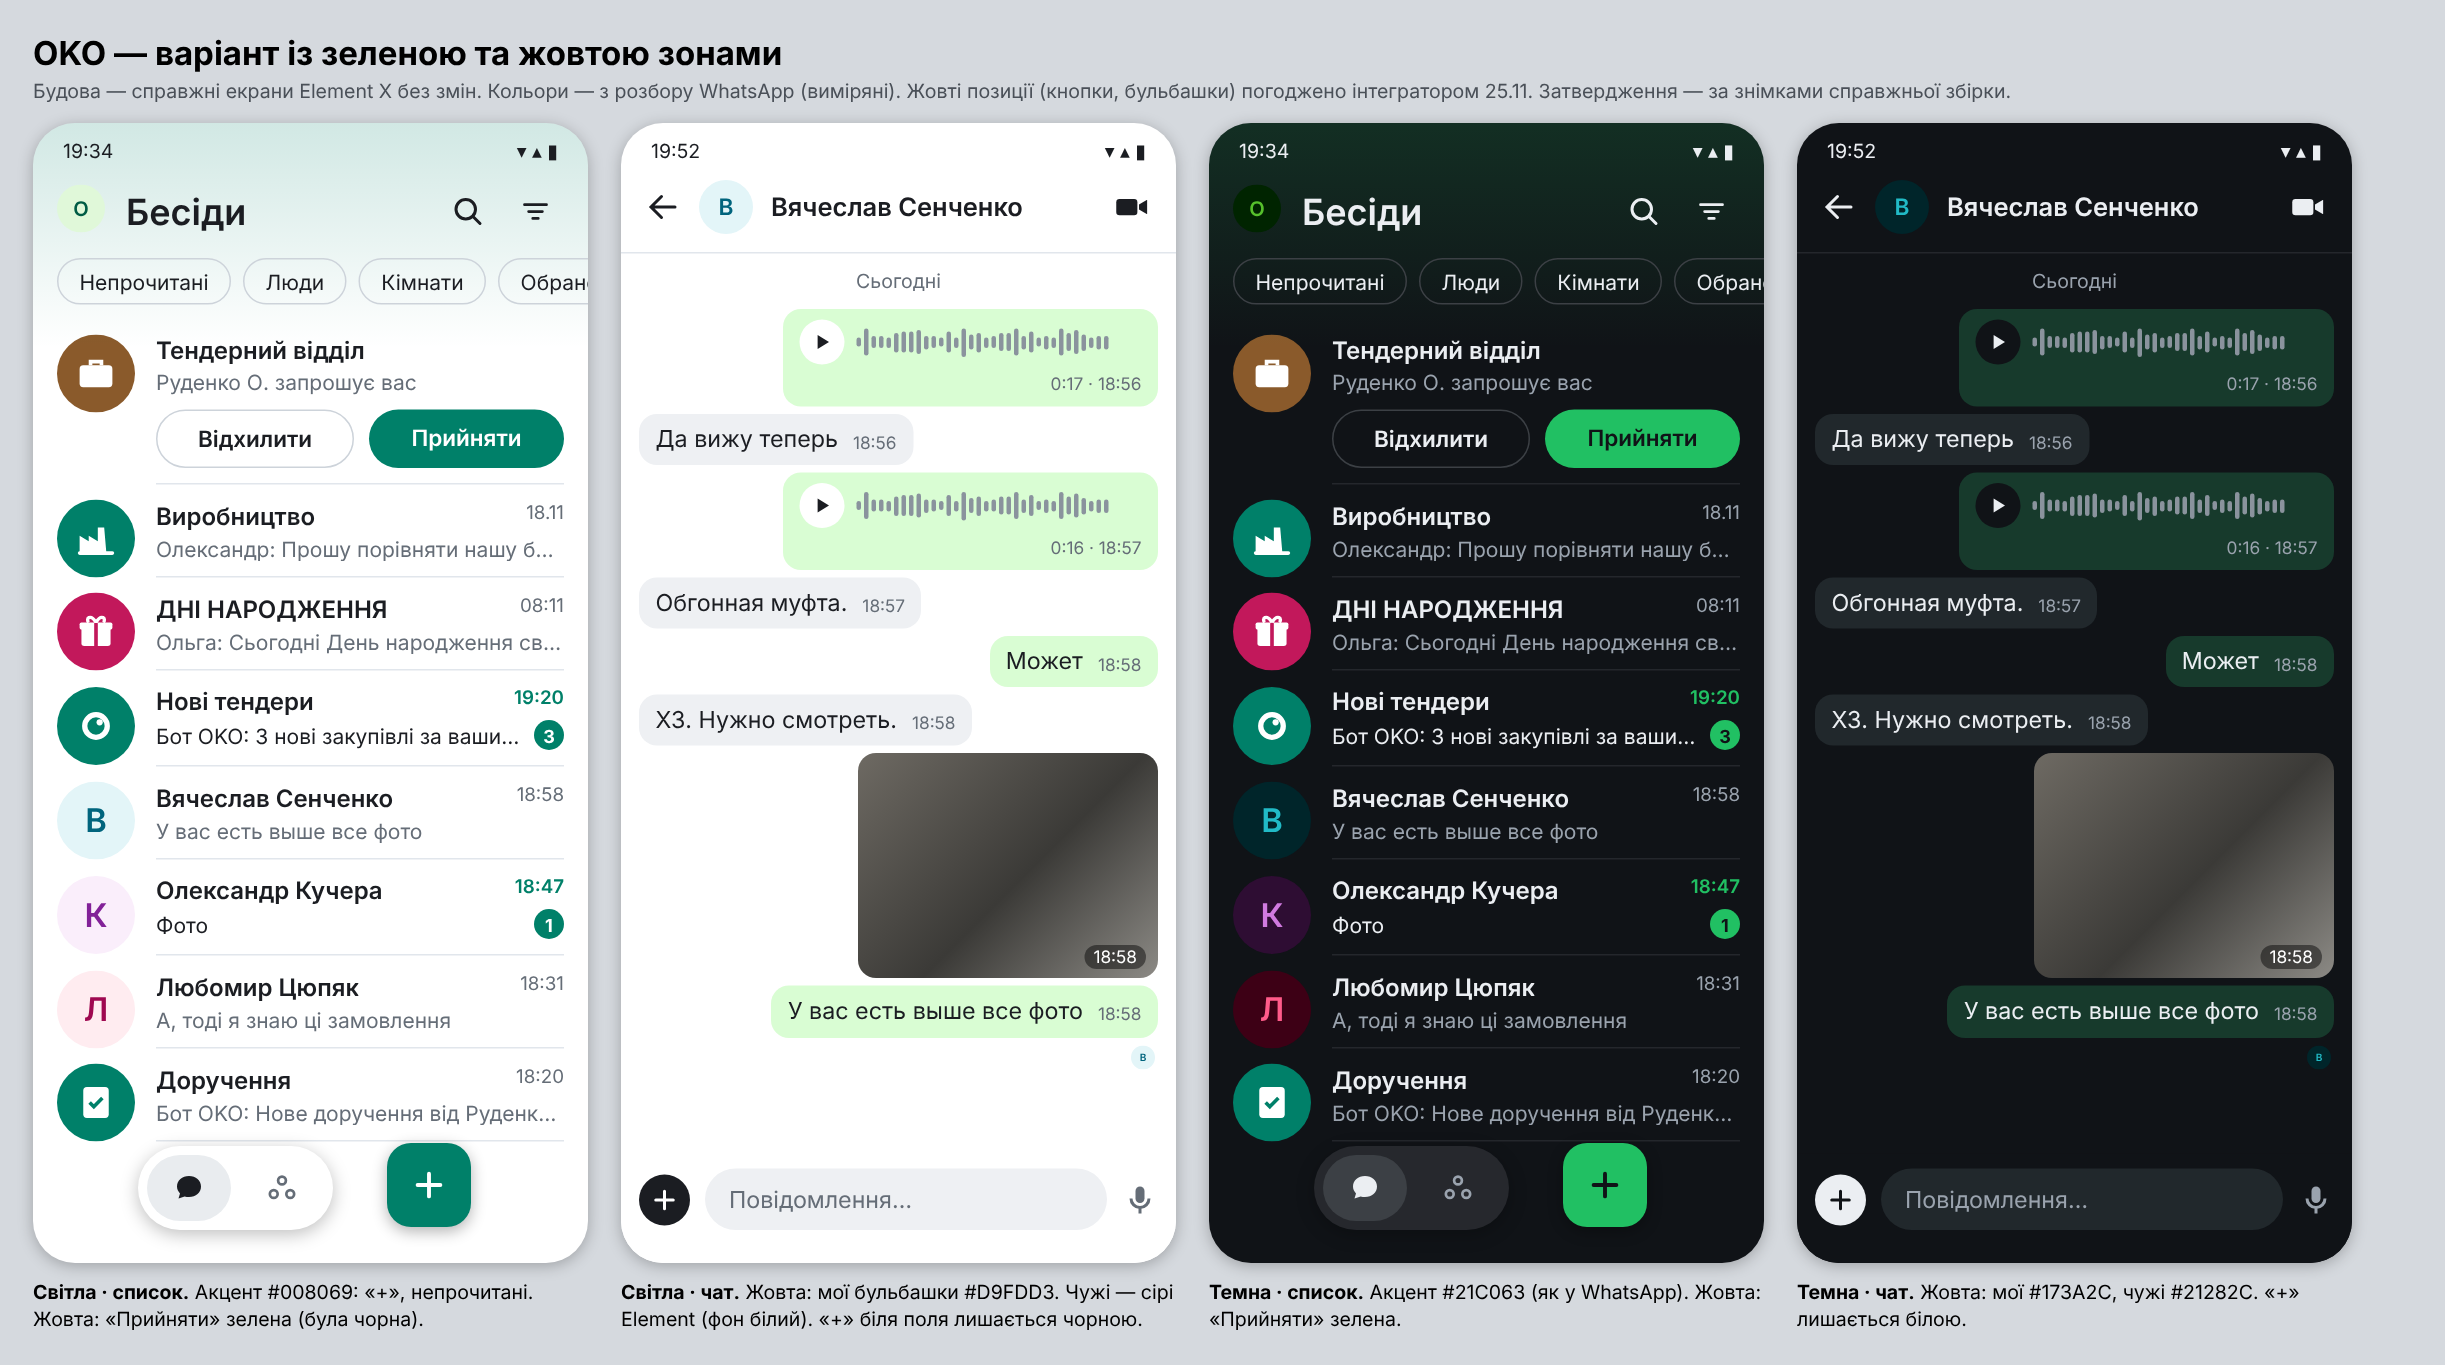 ОКО — варіант із зеленою та жовтою зонами
Будова — справжні екрани Element X без змін. Кольори — з розбору WhatsApp (виміряні). Жовті позиції (кнопки, бульбашки) погоджено інтегратором 25.11. Затвердження — за знімками справжньої збірки.
19:34
О
Бесіди
Непрочитані
Люди
Кімнати
Обран
Тендерний відділ
Руденко О. запрошує вас
Відхилити
Прийняти
Виробництво
18.11
Олександр: Прошу порівняти нашу б...
ДНІ НАРОДЖЕННЯ
08:11
Ольга: Сьогодні День народження св...
Нові тендери
19:20
Бот ОКО: 3 нові закупівлі за ваши...
3
В
Вячеслав Сенченко
18:58
У вас есть выше все фото
К
Олександр Кучера
18:47
Фото
1
Л
Любомир Цюпяк
18:31
А, тоді я знаю ці замовлення
Доручення
18:20
Бот ОКО: Нове доручення від Руденк...
Світла · список. Акцент #008069: «+», непрочитані.
Жовта: «Прийняти» зелена (була чорна).
19:52
В
Вячеслав Сенченко
Сьогодні
0:17 · 18:56
Да вижу теперь 18:56
0:16 · 18:57
Обгонная муфта. 18:57
Может 18:58
ХЗ. Нужно смотреть. 18:58
18:58
У вас есть выше все фото 18:58
В
Повідомлення...
Світла · чат. Жовта: мої бульбашки #D9FDD3. Чужі — сірі
Element (фон білий). «+» біля поля лишається чорною.
19:34
О
Бесіди
Непрочитані
Люди
Кімнати
Обран
Тендерний відділ
Руденко О. запрошує вас
Відхилити
Прийняти
Виробництво
18.11
Олександр: Прошу порівняти нашу б...
ДНІ НАРОДЖЕННЯ
08:11
Ольга: Сьогодні День народження св...
Нові тендери
19:20
Бот ОКО: 3 нові закупівлі за ваши...
3
В
Вячеслав Сенченко
18:58
У вас есть выше все фото
К
Олександр Кучера
18:47
Фото
1
Л
Любомир Цюпяк
18:31
А, тоді я знаю ці замовлення
Доручення
18:20
Бот ОКО: Нове доручення від Руденк...
Темна · список. Акцент #21C063 (як у WhatsApp). Жовта:
«Прийняти» зелена.
19:52
В
Вячеслав Сенченко
Сьогодні
0:17 · 18:56
Да вижу теперь 18:56
0:16 · 18:57
Обгонная муфта. 18:57
Может 18:58
ХЗ. Нужно смотреть. 18:58
18:58
У вас есть выше все фото 18:58
В
Повідомлення...
Темна · чат. Жовта: мої #173A2C, чужі #21282C. «+»
лишається білою.